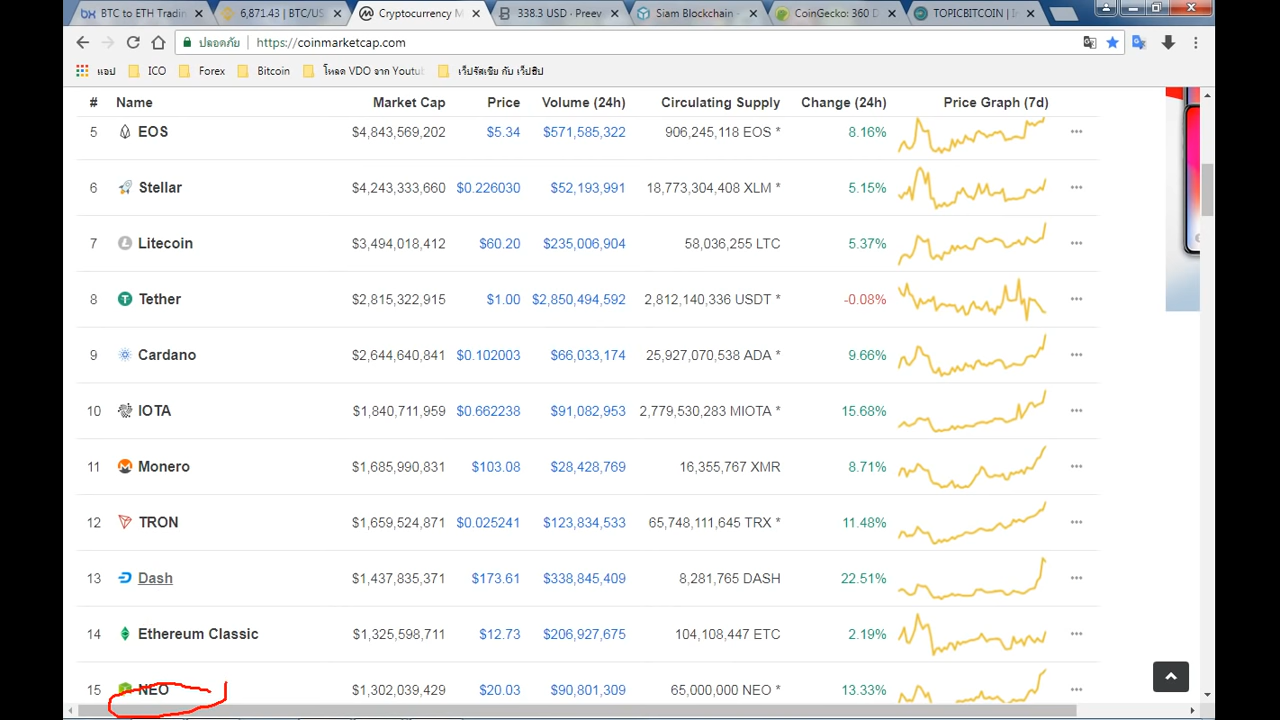 BTC to ETH Tradin
6,871.43 | BTC/US
Cryptocurrency M
338.3 USD - Preev
Siam Blockchain
CoinGecko: 360 D
TOPICBITCOIN |
ปลอดภัย https://coinmarketcap.com
แอป ICO Forex Bitcoin โหลด VDO จาก Youtu เว็ปรัสเซีย กับ เว็ปชิป
# Name Market Cap Price Volume (24h) Circulating Supply Change (24h) Price Graph (7d)
5 EOS $4,843,569,202 $5.34 $571,585,322 906,245,118 EOS * 8.16%
6 Stellar $4,243,333,660 $0.226030 $52,193,991 18,773,304,408 XLM * 5.15%
7 Litecoin $3,494,018,412 $60.20 $235,006,904 58,036,255 LTC 5.37%
8 Tether $2,815,322,915 $1.00 $2,850,494,592 2,812,140,336 USDT * -0.08%
9 Cardano $2,644,640,841 $0.102003 $66,033,174 25,927,070,538 ADA * 9.66%
10 IOTA $1,840,711,959 $0.662238 $91,082,953 2,779,530,283 MIOTA * 15.68%
11 Monero $1,685,990,831 $103.08 $28,428,769 16,355,767 XMR 8.71%
12 TRON $1,659,524,871 $0.025241 $123,834,533 65,748,111,645 TRX * 11.48%
13 Dash $1,437,835,371 $173.61 $338,845,409 8,281,765 DASH 22.51%
14 Ethereum Classic $1,325,598,711 $12.73 $206,927,675 104,108,447 ETC 2.19%
15 NEO $1,302,039,429 $20.03 $90,801,309 65,000,000 NEO * 13.33%